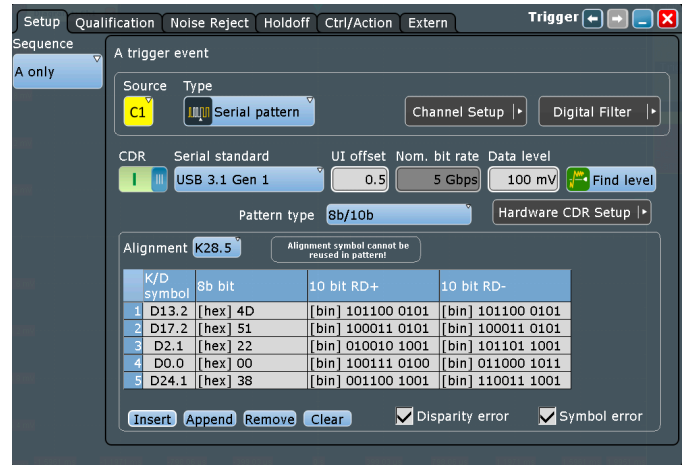 Setup Qualification Noise Reject Holdoff Ctrl/Action Extern Trigger
Sequence
A only
A trigger event
Source Type
C1 Serial pattern Channel Setup Digital Filter
CDR Serial standard UI offset Nom. bit rate Data level
I USB 3.1 Gen 1 0.5 5 Gbps 100 mV Find level
Pattern type 8b/10b Hardware CDR Setup
Alignment K28.5 Alignment symbol cannot be
reused in pattern!
K/D
symbol 8b bit 10 bit RD+ 10 bit RD-
1 D13.2 [hex] 4D [bin] 101100 0101 [bin] 101100 0101
2 D17.2 [hex] 51 [bin] 100011 0101 [bin] 100011 0101
3 D2.1 [hex] 22 [bin] 010010 1001 [bin] 101101 1001
4 D0.0 [hex] 00 [bin] 100111 0100 [bin] 011000 1011
5 D24.1 [hex] 38 [bin] 001100 1001 [bin] 110011 1001
Insert Append Remove Clear Disparity error Symbol error